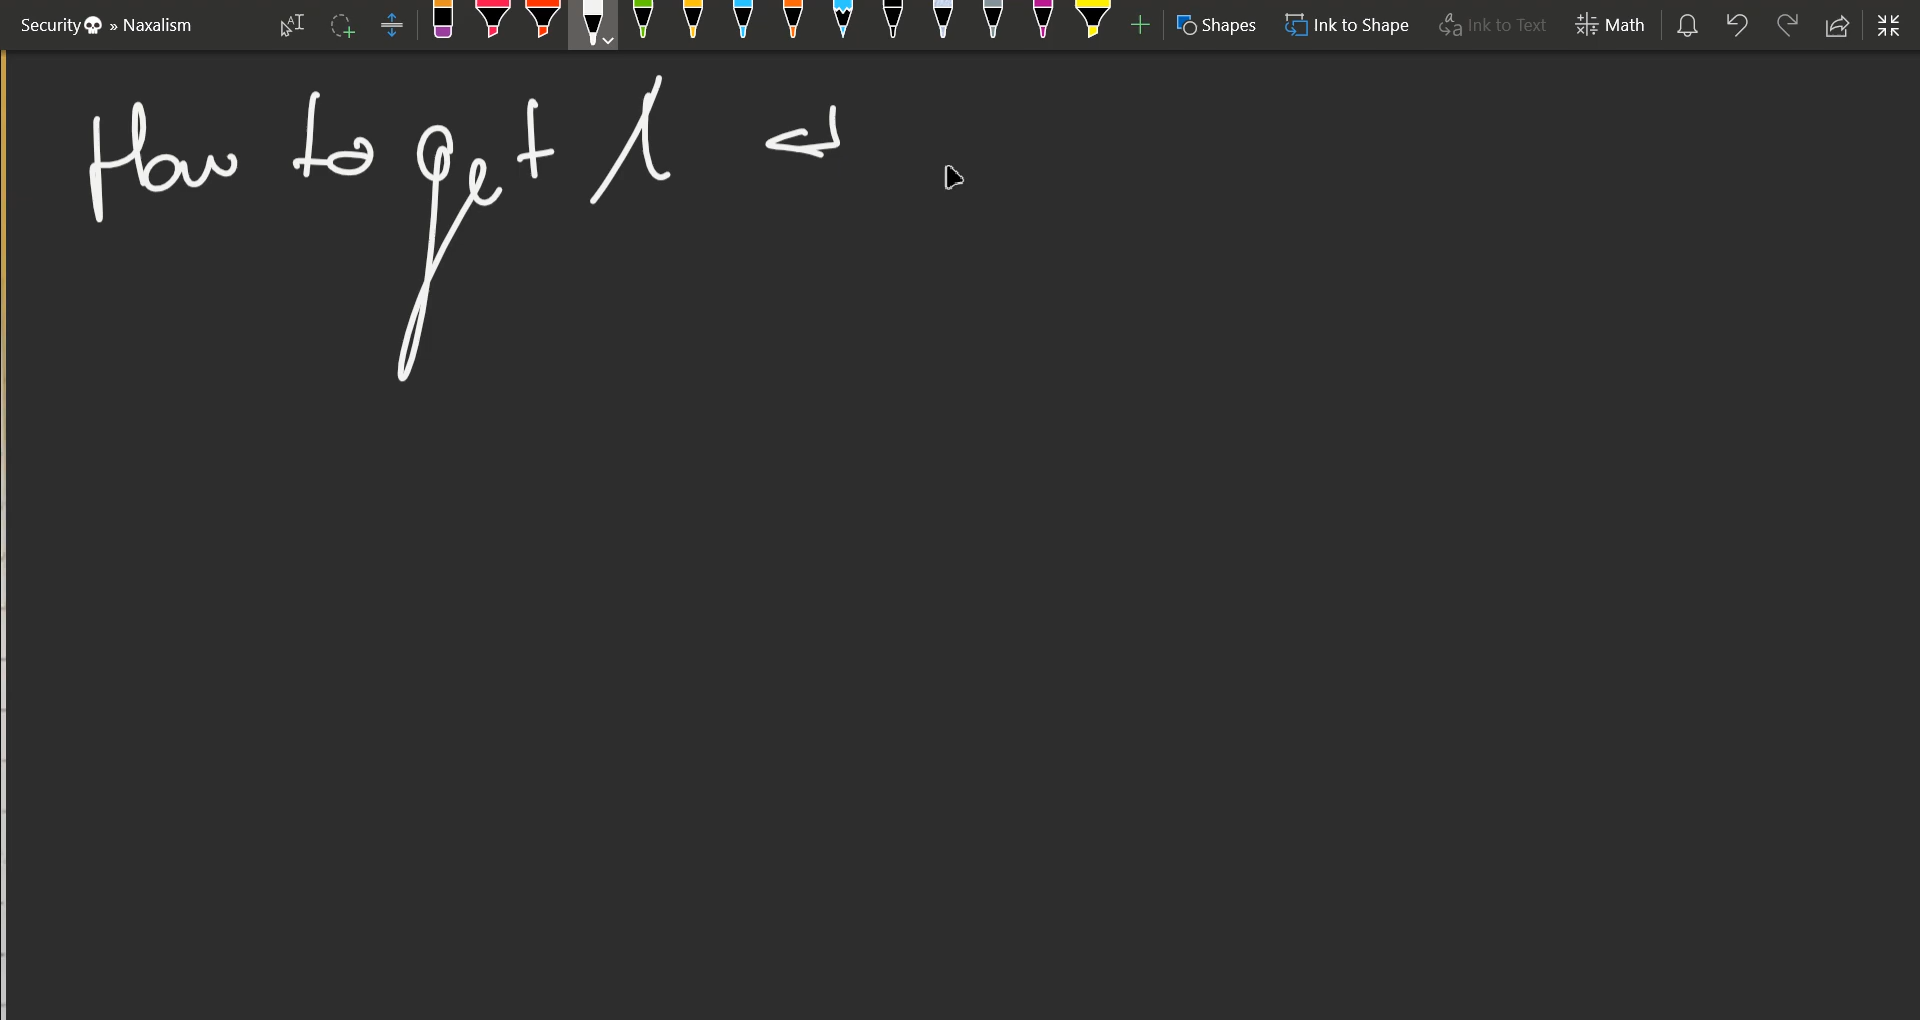 Security💀 » Naxalism Shapes Ink to Shape Ink to Text Math
How to get λ ↵